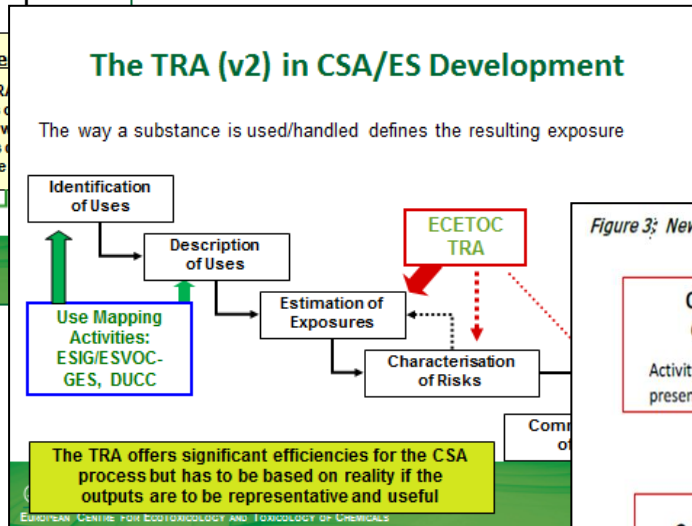 The TRA (v2) in CSA/ES Development
The way a substance is used/handled defines the resulting exposure
Identification
of Uses
Description
of Uses
ECETOC
TRA
Use Mapping
Activities:
ESIG/ESVOC-
GES, DUCC
Estimation of
Exposures
Characterisation
of Risks
The TRA offers significant efficiencies for the CSA
process but has to be based on reality if the
outputs are to be representative and useful
EUROPEAN CENTRE FOR ECOTOXICOLOGY AND TOXICOLOGY OF CHEMICALS
Figure 3; New